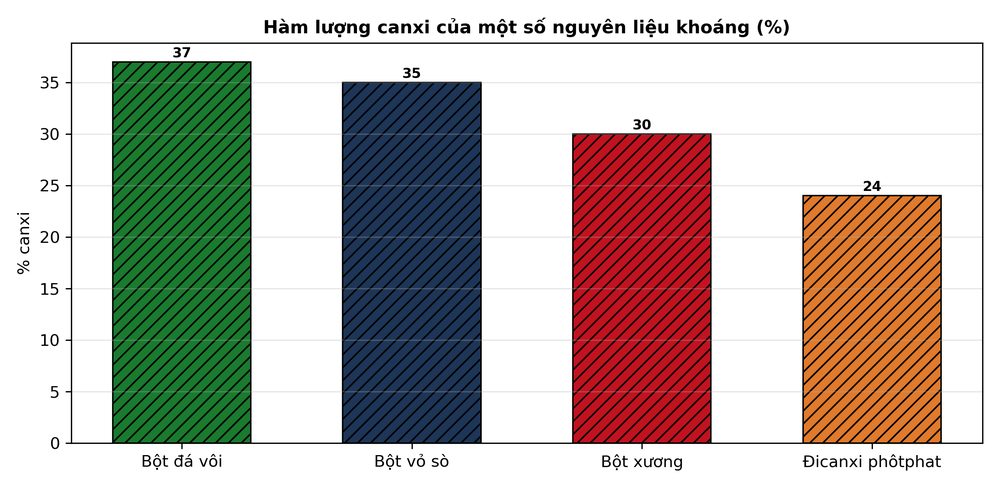 Hàm lượng canxi của một số nguyên liệu khoáng (%)
37
35
30
24
% canxi
35
30
25
20
15
10
5
0
Bột đá vôi
Bột vỏ sò
Bột xương
Đicanxi phôtphat